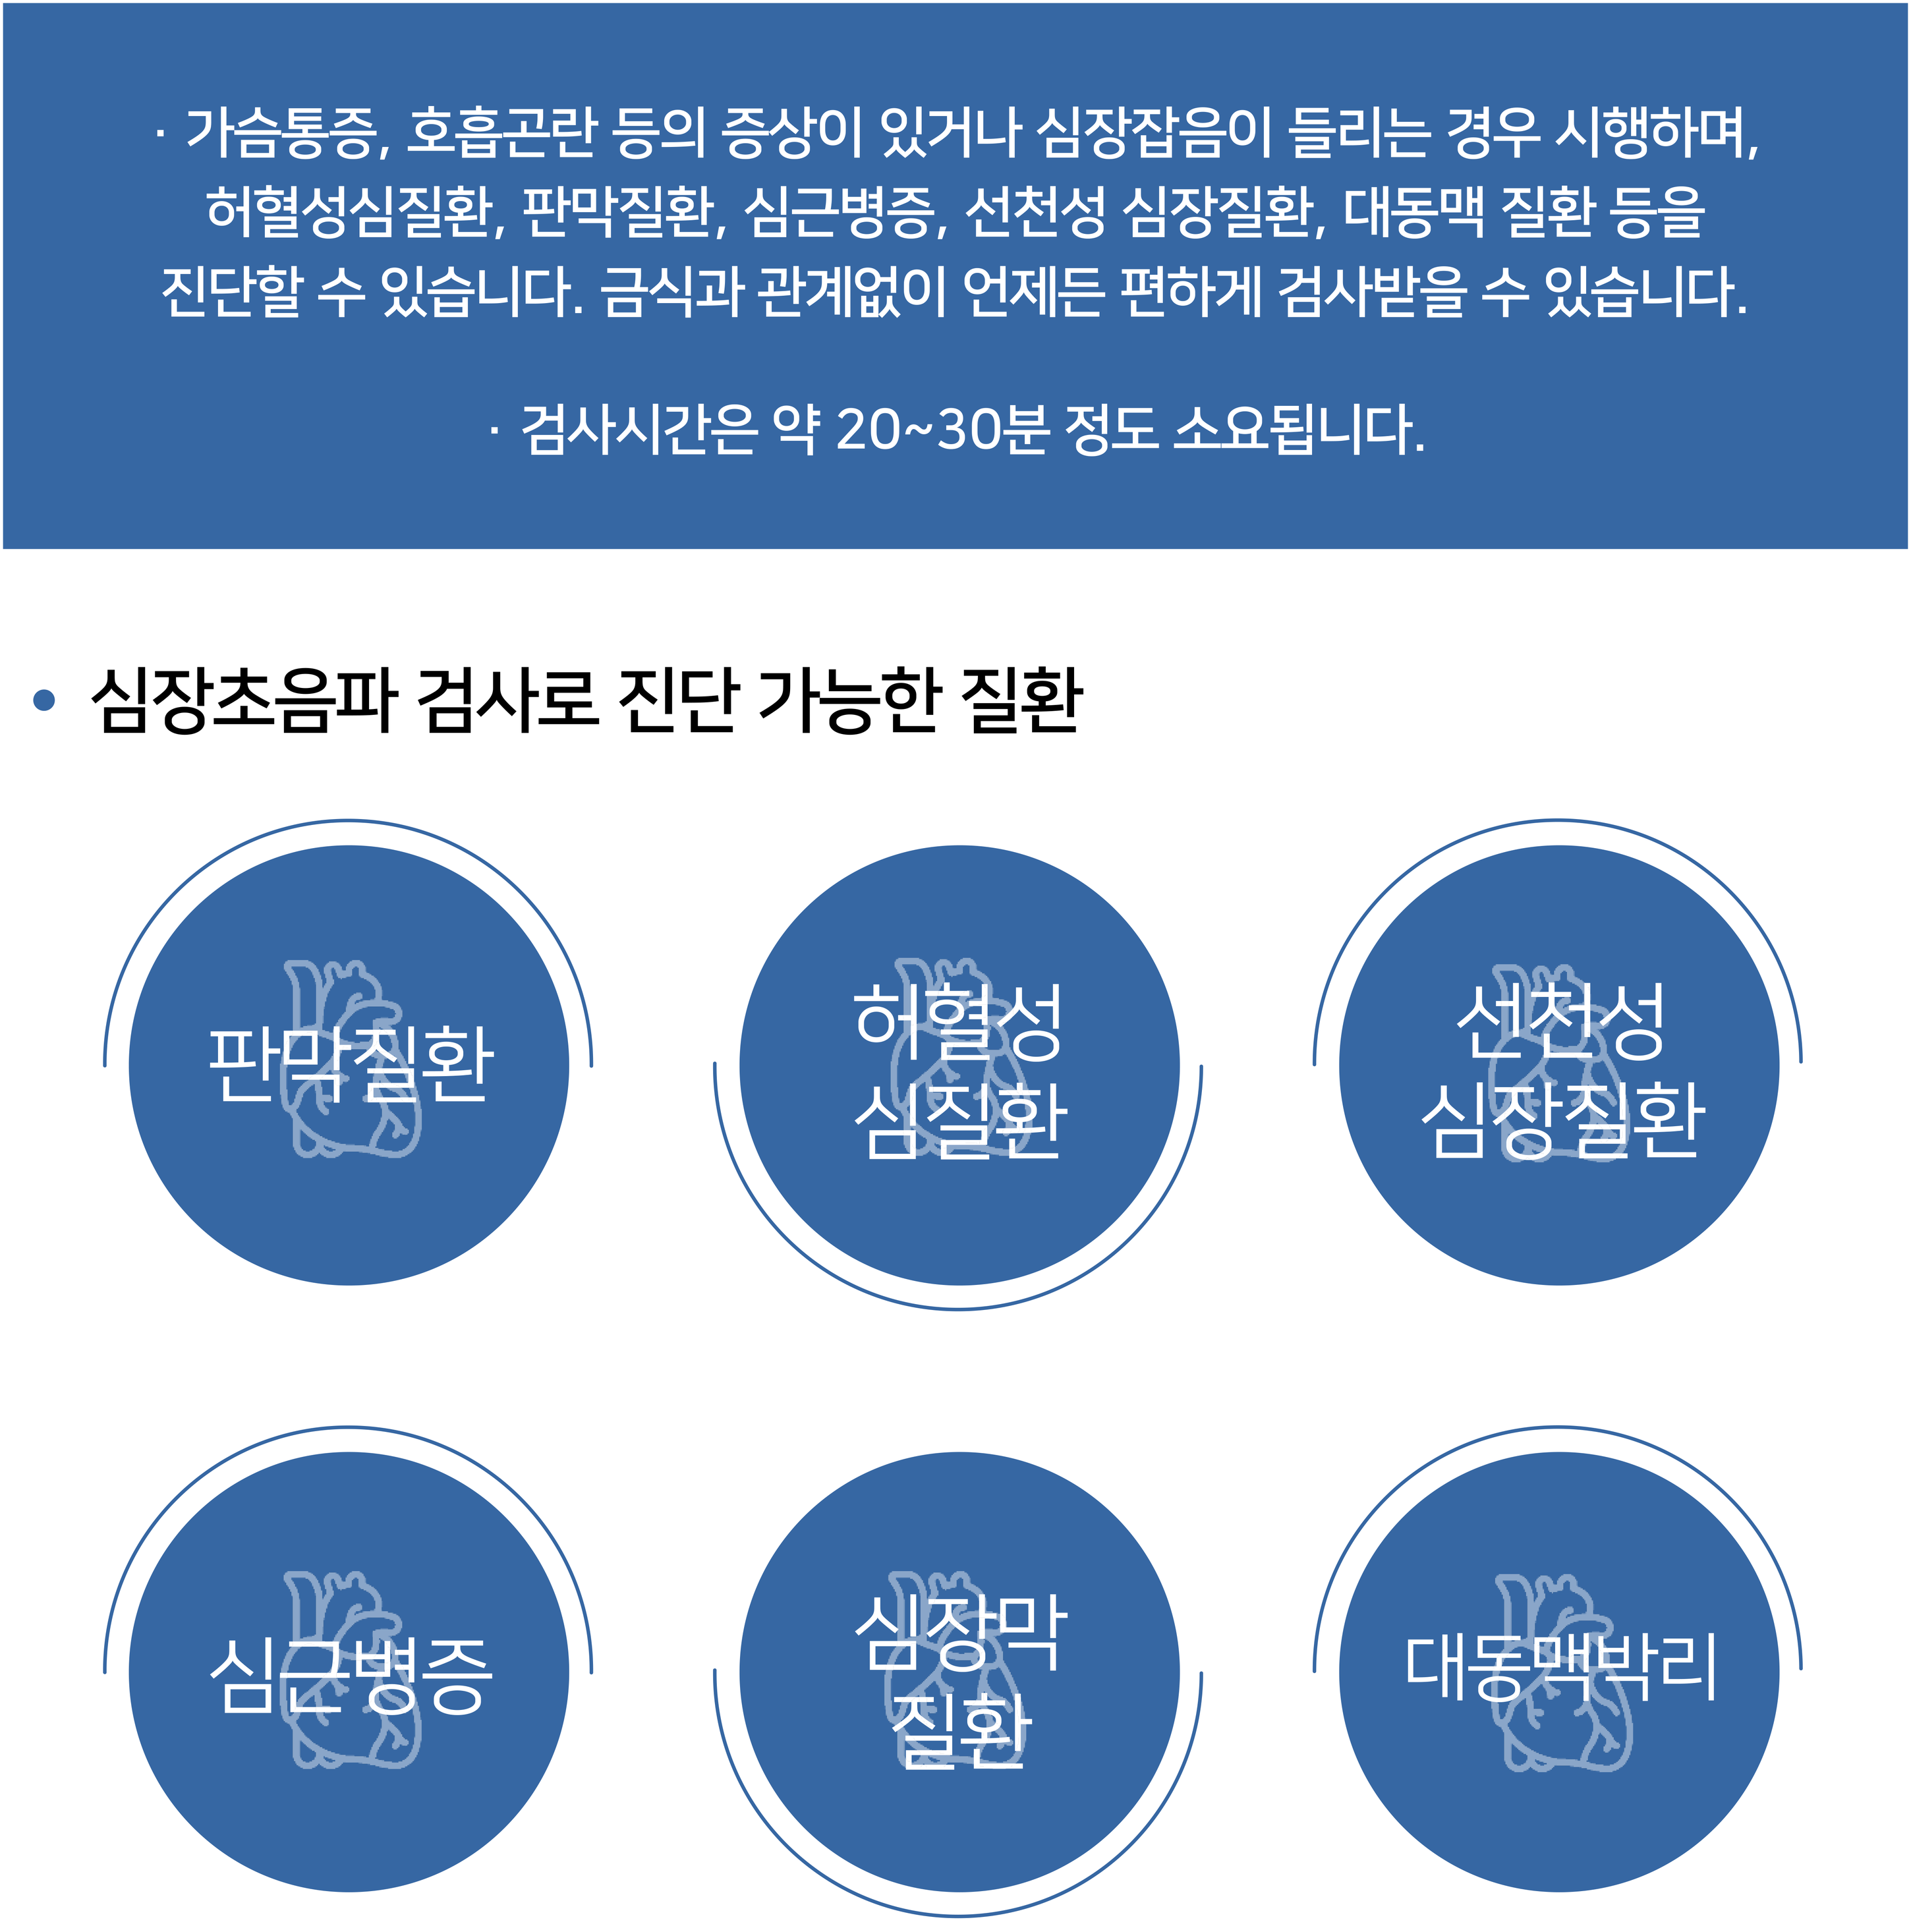 · 가슴통증, 호흡곤란 등의 증상이 있거나 심장잡음이 들리는 경우 시행하며,
허혈성심질환, 판막질환, 심근병증, 선천성 심장질환, 대동맥 질환 등을
진단할 수 있습니다. 금식과 관계없이 언제든 편하게 검사받을 수 있습니다.
· 검사시간은 약 20~30분 정도 소요됩니다.
• 심장초음파 검사로 진단 가능한 질환
판막질환
허혈성
심질환
선천성
심장질환
심근병증
심장막
질환
대동맥박리